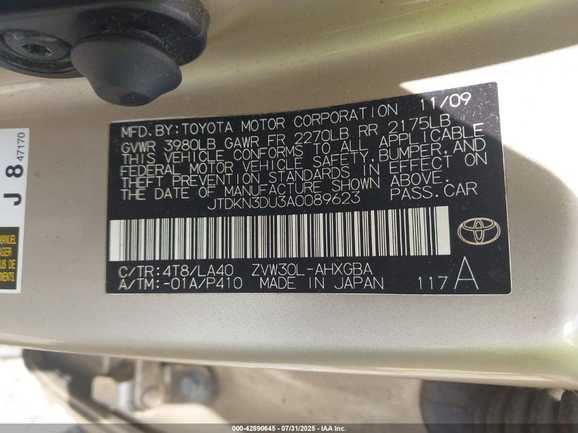 MFD. BY: TOYOTA MOTOR CORPORATION 11/09
GVWR 3980LB GAWR FR 2270LB RR 2175LB
THIS VEHICLE CONFORMS TO ALL APPLICABLE
FEDERAL MOTOR VEHICLE SAFETY, BUMPER, AND
THEFT PREVENTION STANDARDS IN EFFECT ON
THE DATE OF MANUFACTURE SHOWN ABOVE.
JTDKN3DU3A0089623 PASS. CAR
C/TR: 4T8/LA40 ZVW30L-AHXGBA
A/TM: -01A/P410 MADE IN JAPAN 117 A
J 8 47170
000-42890645 - 07/31/2025 - IAA Inc.